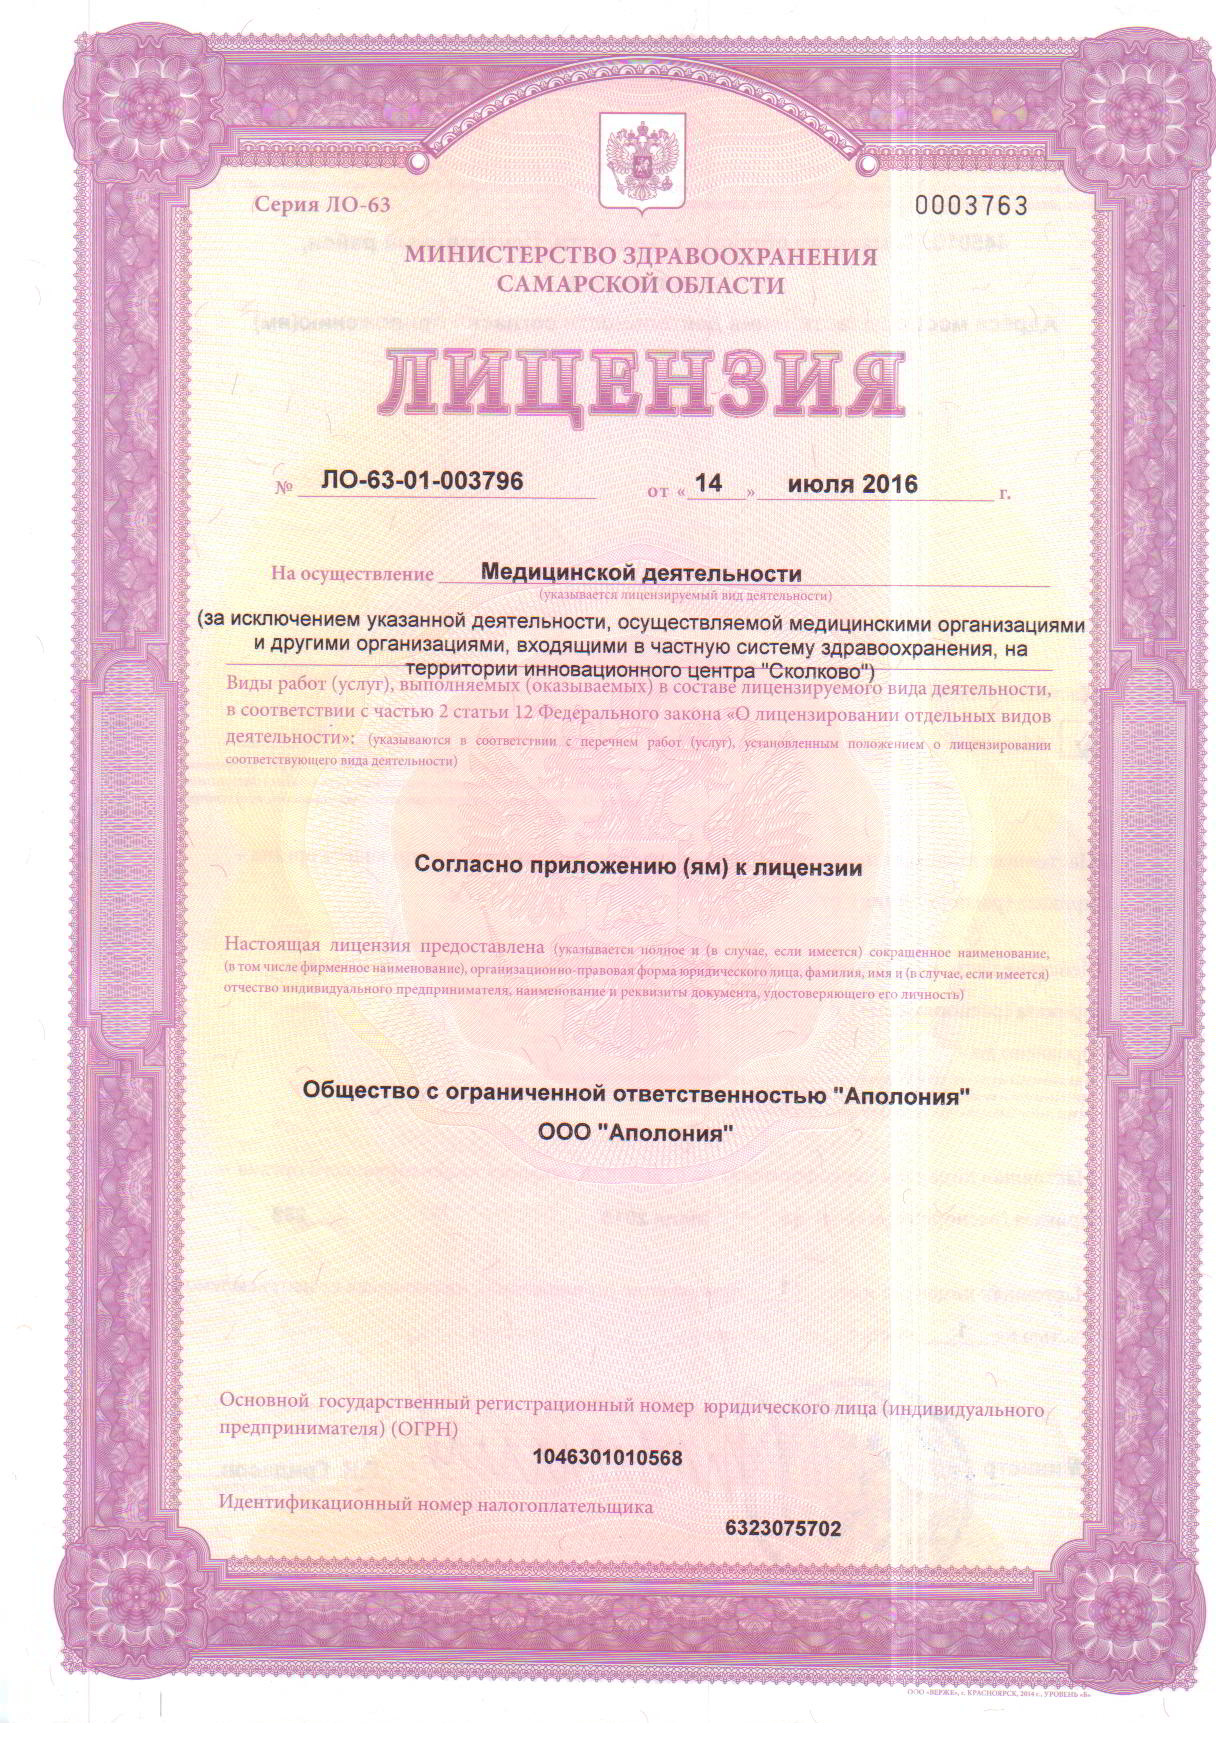 Серия ЛО-63
0003763
МИНИСТЕРСТВО ЗДРАВООХРАНЕНИЯ
САМАРСКОЙ ОБЛАСТИ
ЛИЦЕНЗИЯ
№ ЛО-63-01-003796 от « 14 » июля 2016 г.
На осуществление Медицинской деятельности
(указывается лицензируемый вид деятельности)
(за исключением указанной деятельности, осуществляемой медицинскими организациями
и другими организациями, входящими в частную систему здравоохранения, на
территории инновационного центра "Сколково")
Виды работ (услуг), выполняемых (оказываемых) в составе лицензируемого вида деятельности,
в соответствии с частью 2 статьи 12 Федерального закона «О лицензировании отдельных видов
деятельности»: (указываются в соответствии с перечнем работ (услуг), установленным положением о лицензировании
соответствующего вида деятельности)
Согласно приложению (ям) к лицензии
Настоящая лицензия предоставлена (указывается полное и (в случае, если имеется) сокращенное наименование,
(в том числе фирменное наименование), организационно-правовая форма юридического лица, фамилия, имя и (в случае, если имеется)
отчество индивидуального предпринимателя, наименование и реквизиты документа, удостоверяющего его личность)
Общество с ограниченной ответственностью "Аполония"
ООО "Аполония"
Основной государственный регистрационный номер юридического лица (индивидуального
предпринимателя) (ОГРН)
1046301010568
Идентификационный номер налогоплательщика
6323075702
ООО «ВЕРЖЕ», г. КРАСНОЯРСК, 2014 г., УРОВЕНЬ «Б»